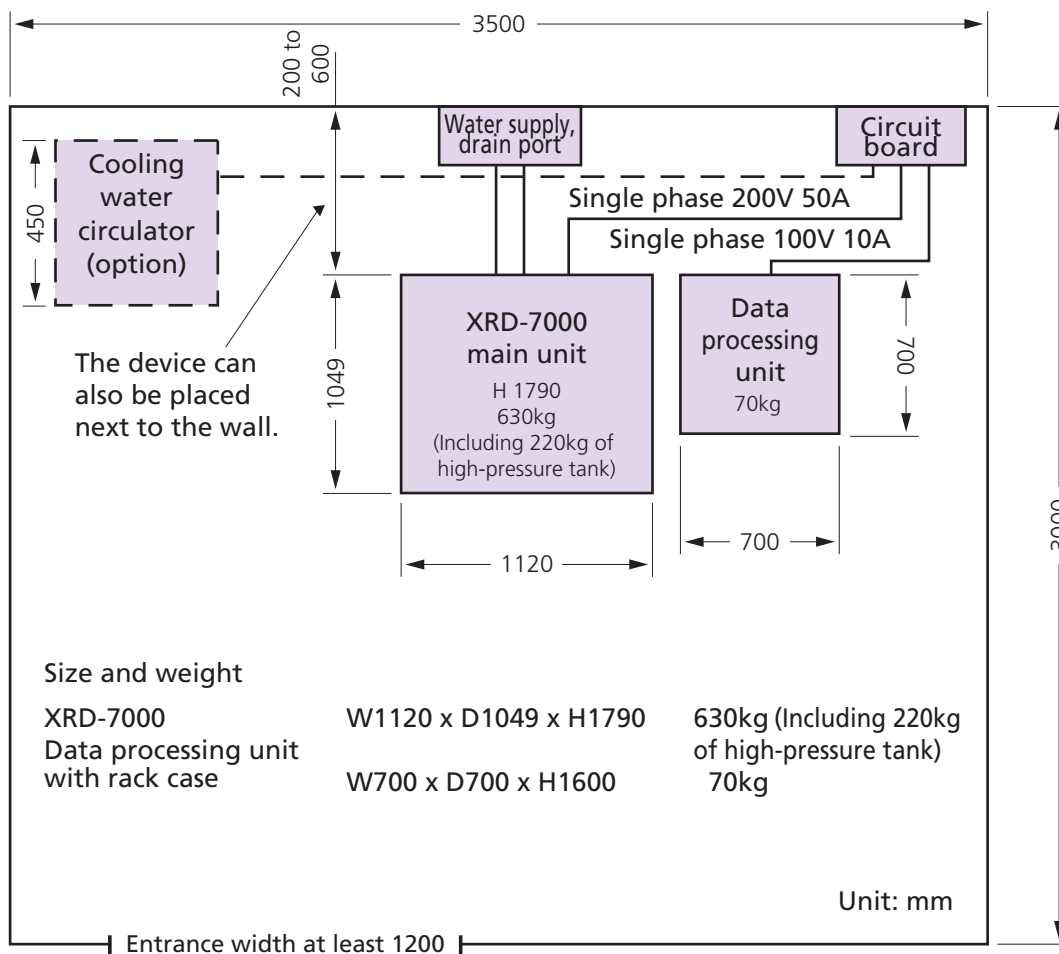 3500
200 to
600
Water supply,
drain port
Circuit
board
Cooling
water
circulator
(option)
450
Single phase 200V 50A
Single phase 100V 10A
The device can
also be placed
next to the wall.
1049
XRD-7000
main unit
H 1790
630kg
(Including 220kg of
high-pressure tank)
Data
processing
unit
70kg
700
700
1120
3000
Size and weight
XRD-7000 W1120 x D1049 x H1790 630kg (Including 220kg
Data processing unit of high-pressure tank)
with rack case W700 x D700 x H1600 70kg
Unit: mm
Entrance width at least 1200